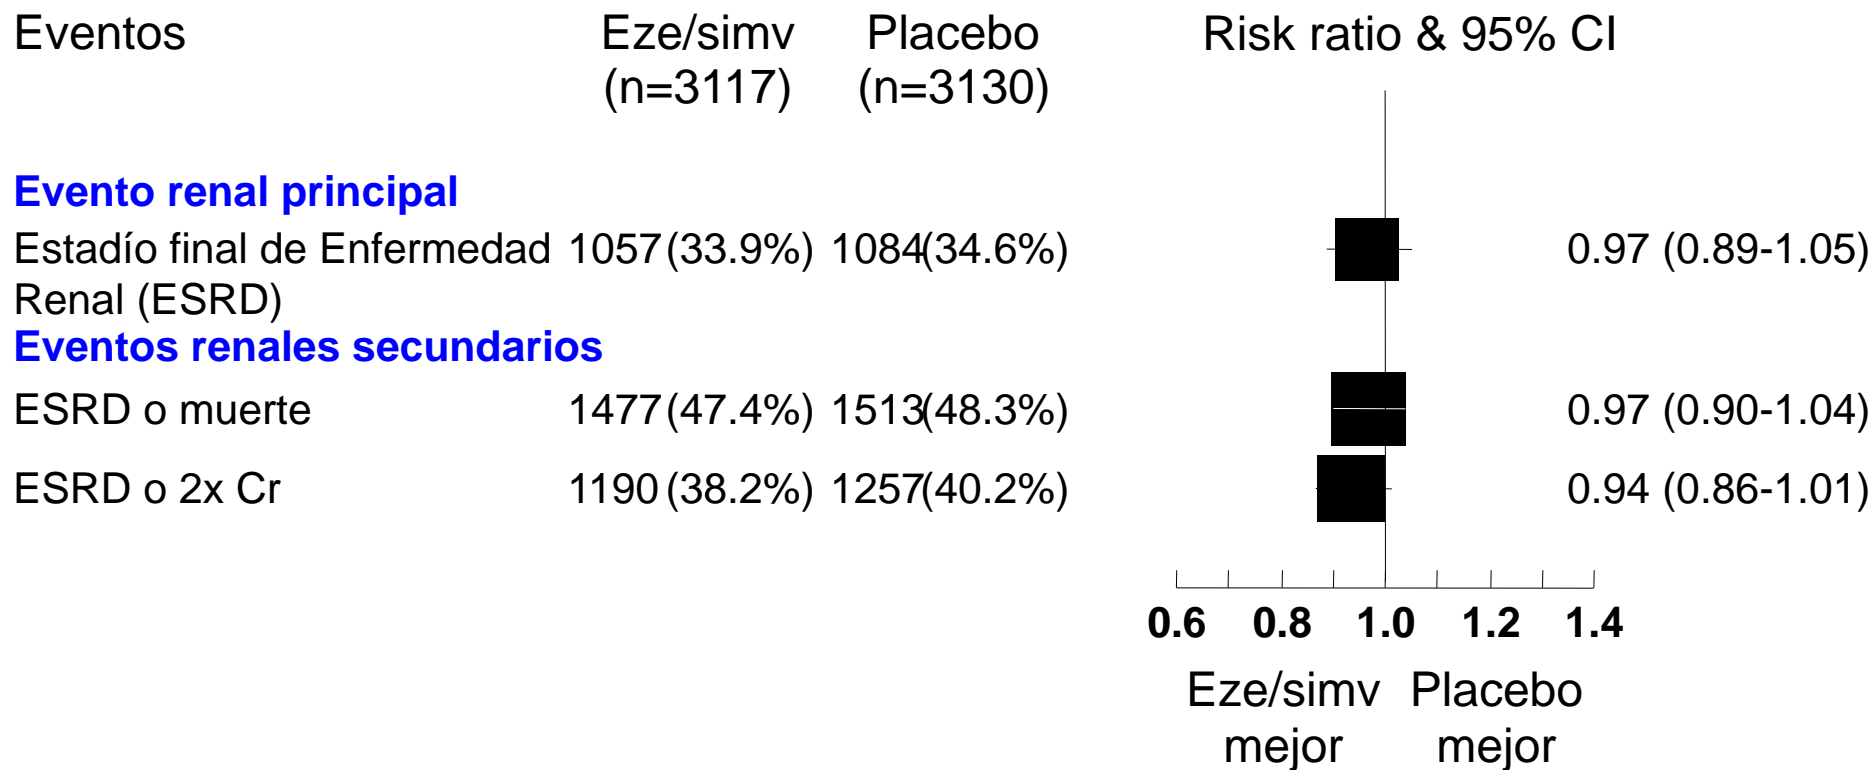 Eventos Eze/simv Placebo Risk ratio & 95% CI
(n=3117) (n=3130)
Evento renal principal
Estadío final de Enfermedad 1057(33.9%) 1084(34.6%) 0.97 (0.89-1.05)
Renal (ESRD)
Eventos renales secundarios
ESRD o muerte 1477(47.4%) 1513(48.3%) 0.97 (0.90-1.04)
ESRD o 2x Cr 1190(38.2%) 1257(40.2%) 0.94 (0.86-1.01)
0.6 0.8 1.0 1.2 1.4
Eze/simv Placebo
mejor mejor